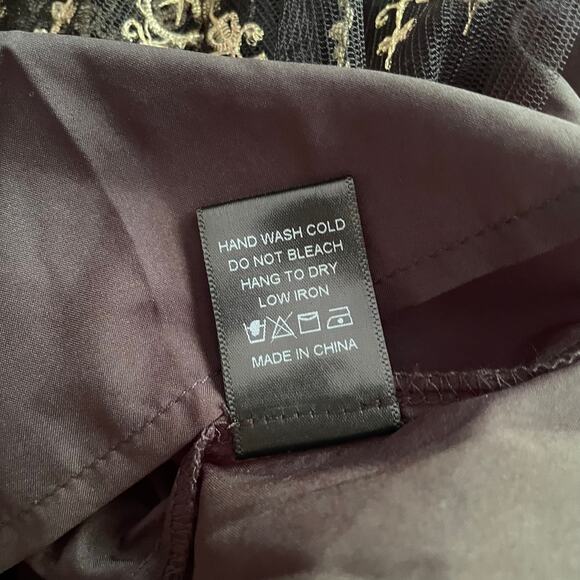 HAND WASH COLD
DO NOT BLEACH
HANG TO DRY
LOW IRON
MADE IN CHINA